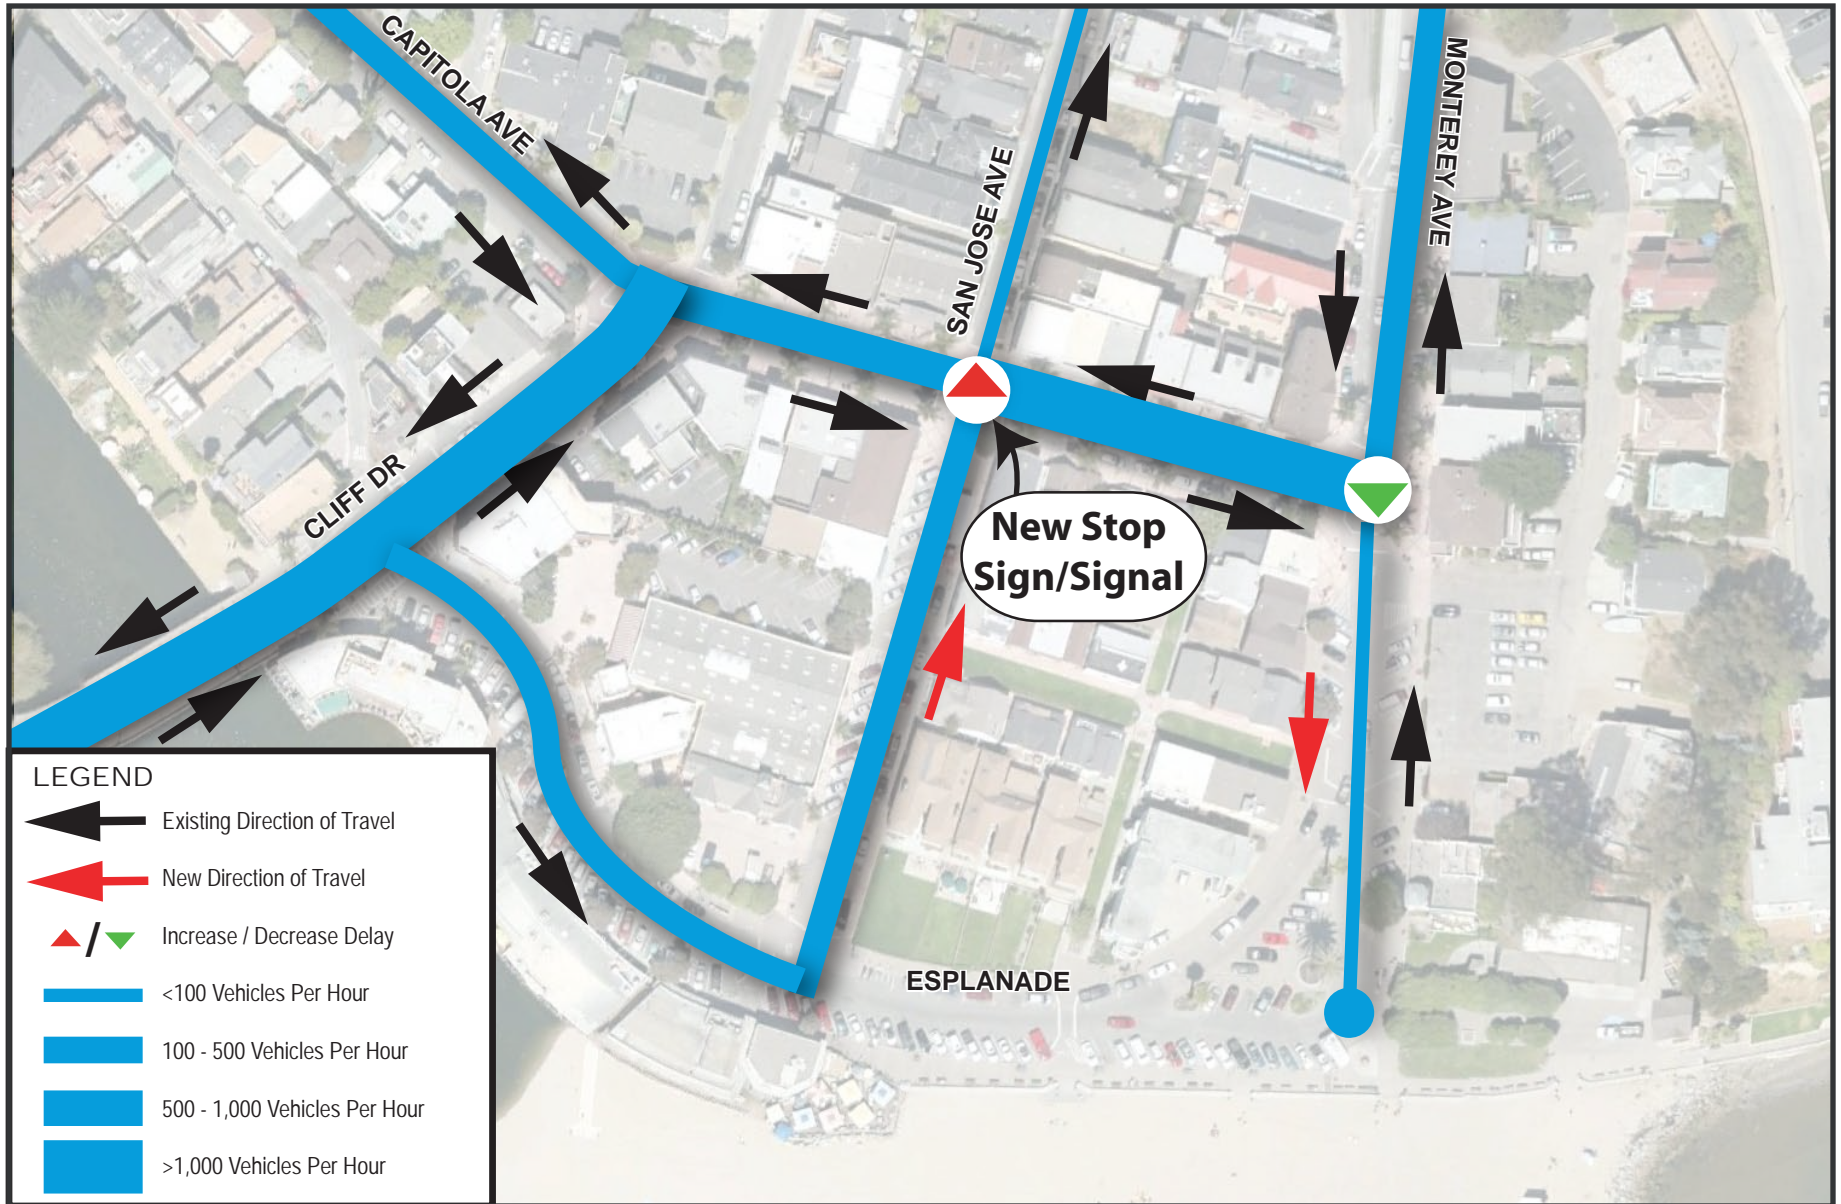 CAPITOLA AVE
MONTEREY AVE
SAN JOSE AVE
CLIFF DR
New Stop
Sign/Signal
ESPLANADE
LEGEND
Existing Direction of Travel
New Direction of Travel
/ Increase / Decrease Delay
<100 Vehicles Per Hour
100 - 500 Vehicles Per Hour
500 - 1,000 Vehicles Per Hour
>1,000 Vehicles Per Hour